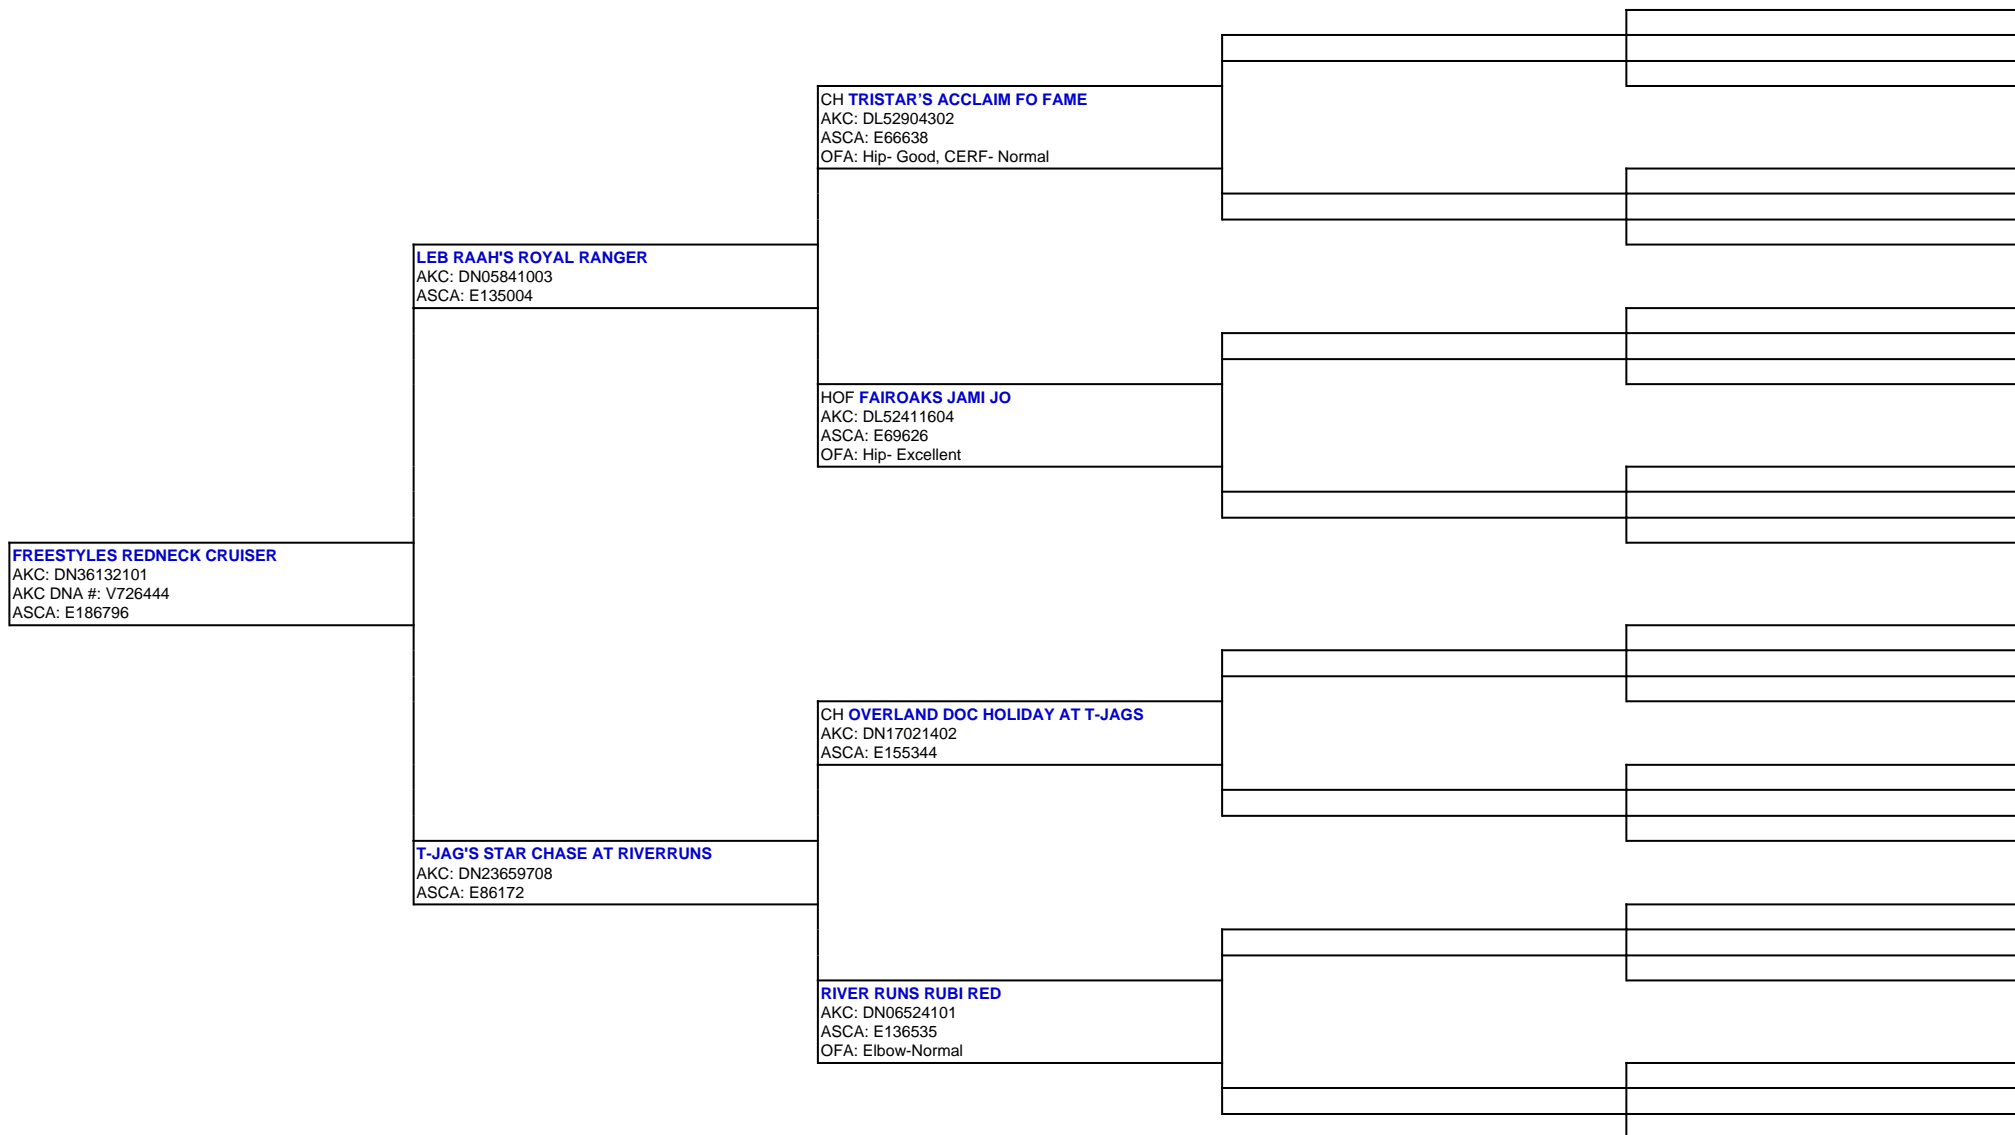 CH TRISTAR’S ACCLAIM FO FAME
AKC: DL52904302
ASCA: E66638
OFA: Hip- Good, CERF- Normal
LEB RAAH'S ROYAL RANGER
AKC: DN05841003
ASCA: E135004
HOF FAIROAKS JAMI JO
AKC: DL52411604
ASCA: E69626
OFA: Hip- Excellent
FREESTYLES REDNECK CRUISER
AKC: DN36132101
AKC DNA #: V726444
ASCA: E186796
CH OVERLAND DOC HOLIDAY AT T-JAGS
AKC: DN17021402
ASCA: E155344
T-JAG'S STAR CHASE AT RIVERRUNS
AKC: DN23659708
ASCA: E86172
RIVER RUNS RUBI RED
AKC: DN06524101
ASCA: E136535
OFA: Elbow-Normal